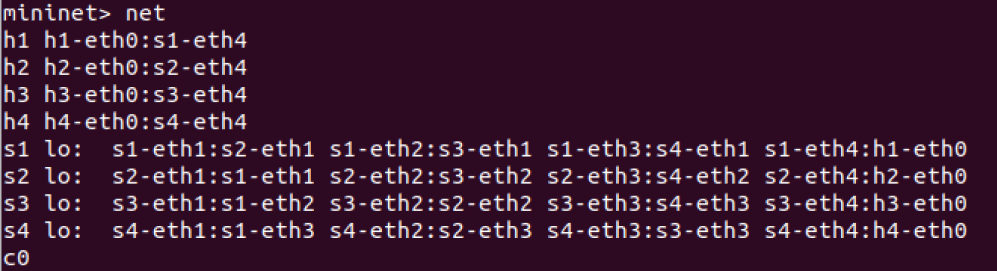 mininet> net
h1 h1-eth0:s1-eth4
h2 h2-eth0:s2-eth4
h3 h3-eth0:s3-eth4
h4 h4-eth0:s4-eth4
s1 lo:  s1-eth1:s2-eth1 s1-eth2:s3-eth1 s1-eth3:s4-eth1 s1-eth4:h1-eth0
s2 lo:  s2-eth1:s1-eth1 s2-eth2:s3-eth2 s2-eth3:s4-eth2 s2-eth4:h2-eth0
s3 lo:  s3-eth1:s1-eth2 s3-eth2:s2-eth2 s3-eth3:s4-eth3 s3-eth4:h3-eth0
s4 lo:  s4-eth1:s1-eth3 s4-eth2:s2-eth3 s4-eth3:s3-eth3 s4-eth4:h4-eth0
c0